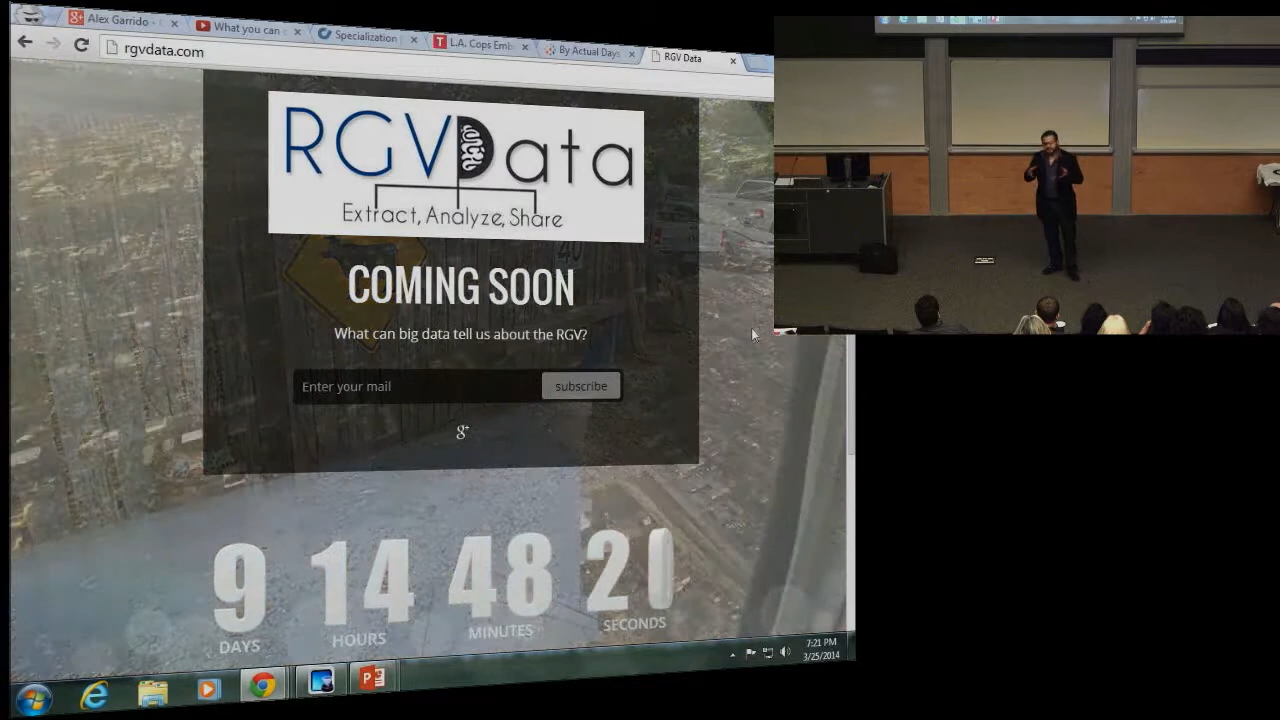 Alex Garrido -
What you can
Specialization
L.A. Cops Emb
By Actual Days
RGV Data
rgvdata.com
RGV Data
Extract, Analyze, Share
COMING SOON
What can big data tell us about the RGV?
Enter your mail
subscribe
g+
9 14 48 20
DAYS HOURS MINUTES SECONDS
7:21 PM
3/25/2014